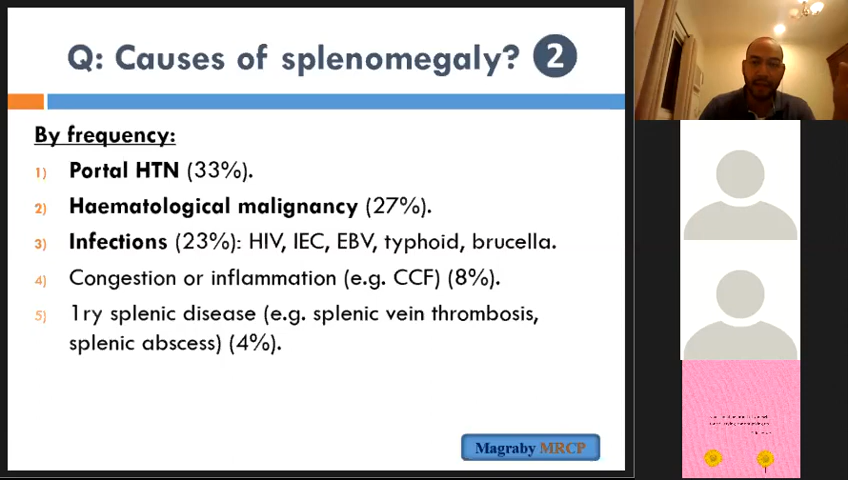 Q: Causes of splenomegaly? 2
By frequency:
1) Portal HTN (33%).
2) Haematological malignancy (27%).
3) Infections (23%): HIV, IEC, EBV, typhoid, brucella.
4) Congestion or inflammation (e.g. CCF) (8%).
5) 1ry splenic disease (e.g. splenic vein thrombosis,
splenic abscess) (4%).
Magraby MRCP